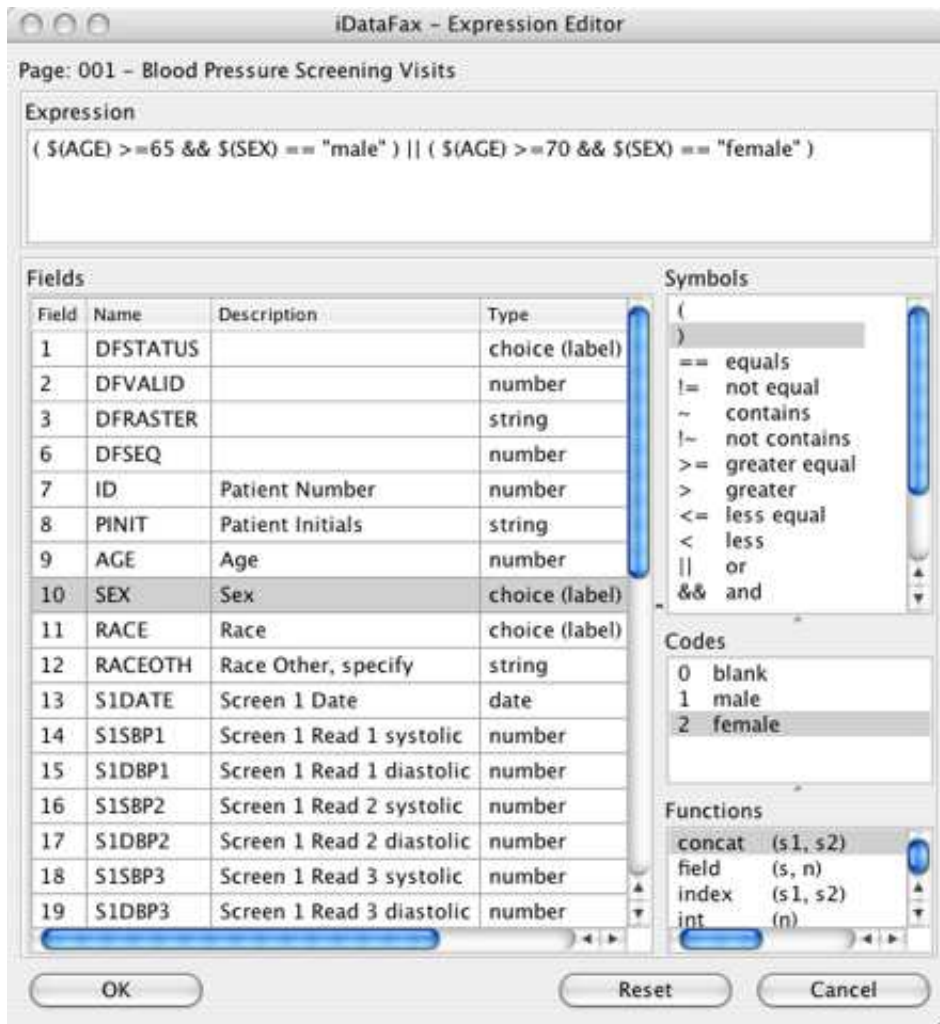 iDataFax - Expression Editor
Page: 001 - Blood Pressure Screening Visits
Expression
( $(AGE) >=65 && $(SEX) == "male" ) || ( $(AGE) >=70 && $(SEX) == "female" )
Fields
Field Name Description Type
1 DFSTATUS choice (label)
2 DFVALID number
3 DFRASTER string
6 DFSEQ number
7 ID Patient Number number
8 PINIT Patient Initials string
9 AGE Age number
10 SEX Sex choice (label)
11 RACE Race choice (label)
12 RACEOTH Race Other, specify string
13 S1DATE Screen 1 Date date
14 S1SBP1 Screen 1 Read 1 systolic number
15 S1DBP1 Screen 1 Read 1 diastolic number
16 S1SBP2 Screen 1 Read 2 systolic number
17 S1DBP2 Screen 1 Read 2 diastolic number
18 S1SBP3 Screen 1 Read 3 systolic number
19 S1DBP3 Screen 1 Read 3 diastolic number
Symbols
(
)
== equals
!= not equal
~ contains
!~ not contains
>= greater equal
> greater
<= less equal
< less
|| or
&& and
Codes
0 blank
1 male
2 female
Functions
concat (s1, s2)
field (s, n)
index (s1, s2)
int (n)
OK
Reset
Cancel